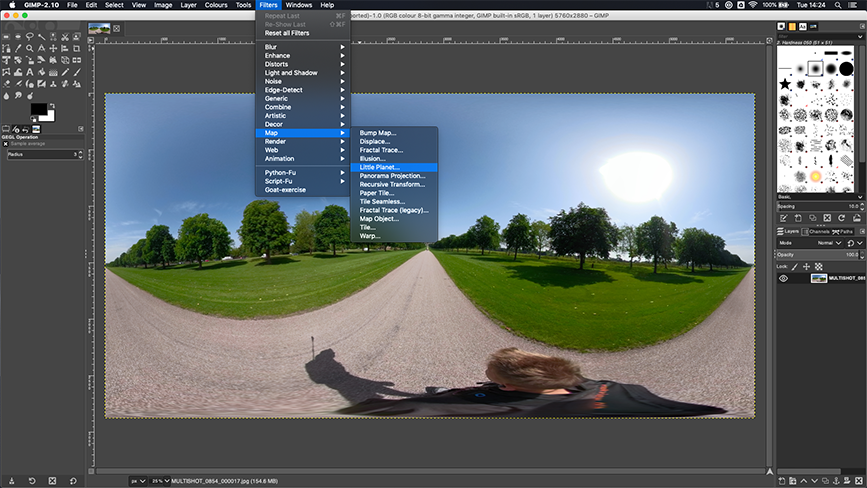 GIMP-2.10 File Edit Select View Image Layer Colours Tools Filters Windows Help 5 100% Tue 14:24
orted)-1.0 (RGB colour 8-bit gamma integer, GIMP built-in sRGB, 1 layer) 5760x2880 – GIMP
Repeat Last ⌘F
Re-Show Last ⇧⌘F
Reset all Filters
Blur
Enhance
Distorts
Light and Shadow
Noise
Edge-Detect
Generic
Combine
Artistic
Decor
Map
Render
Web
Animation
Python-Fu
Script-Fu
Goat-exercise
Bump Map...
Displace...
Fractal Trace...
Illusion...
Little Planet...
Panorama Projection...
Recursive Transform...
Paper Tile...
Tile Seamless...
Fractal Trace (legacy)...
Map Object...
Tile...
Warp...
GEGL Operation
Sample average
Radius 3
Filter
2. Hardness 050 (51 x 51)
Basic,
Spacing 10.0
Layers Channels Paths
Mode Normal
Opacity 100.0
Lock:
MULTISHOT_085
px 25% MULTISHOT_0854_000017.jpg (154.6 MB)